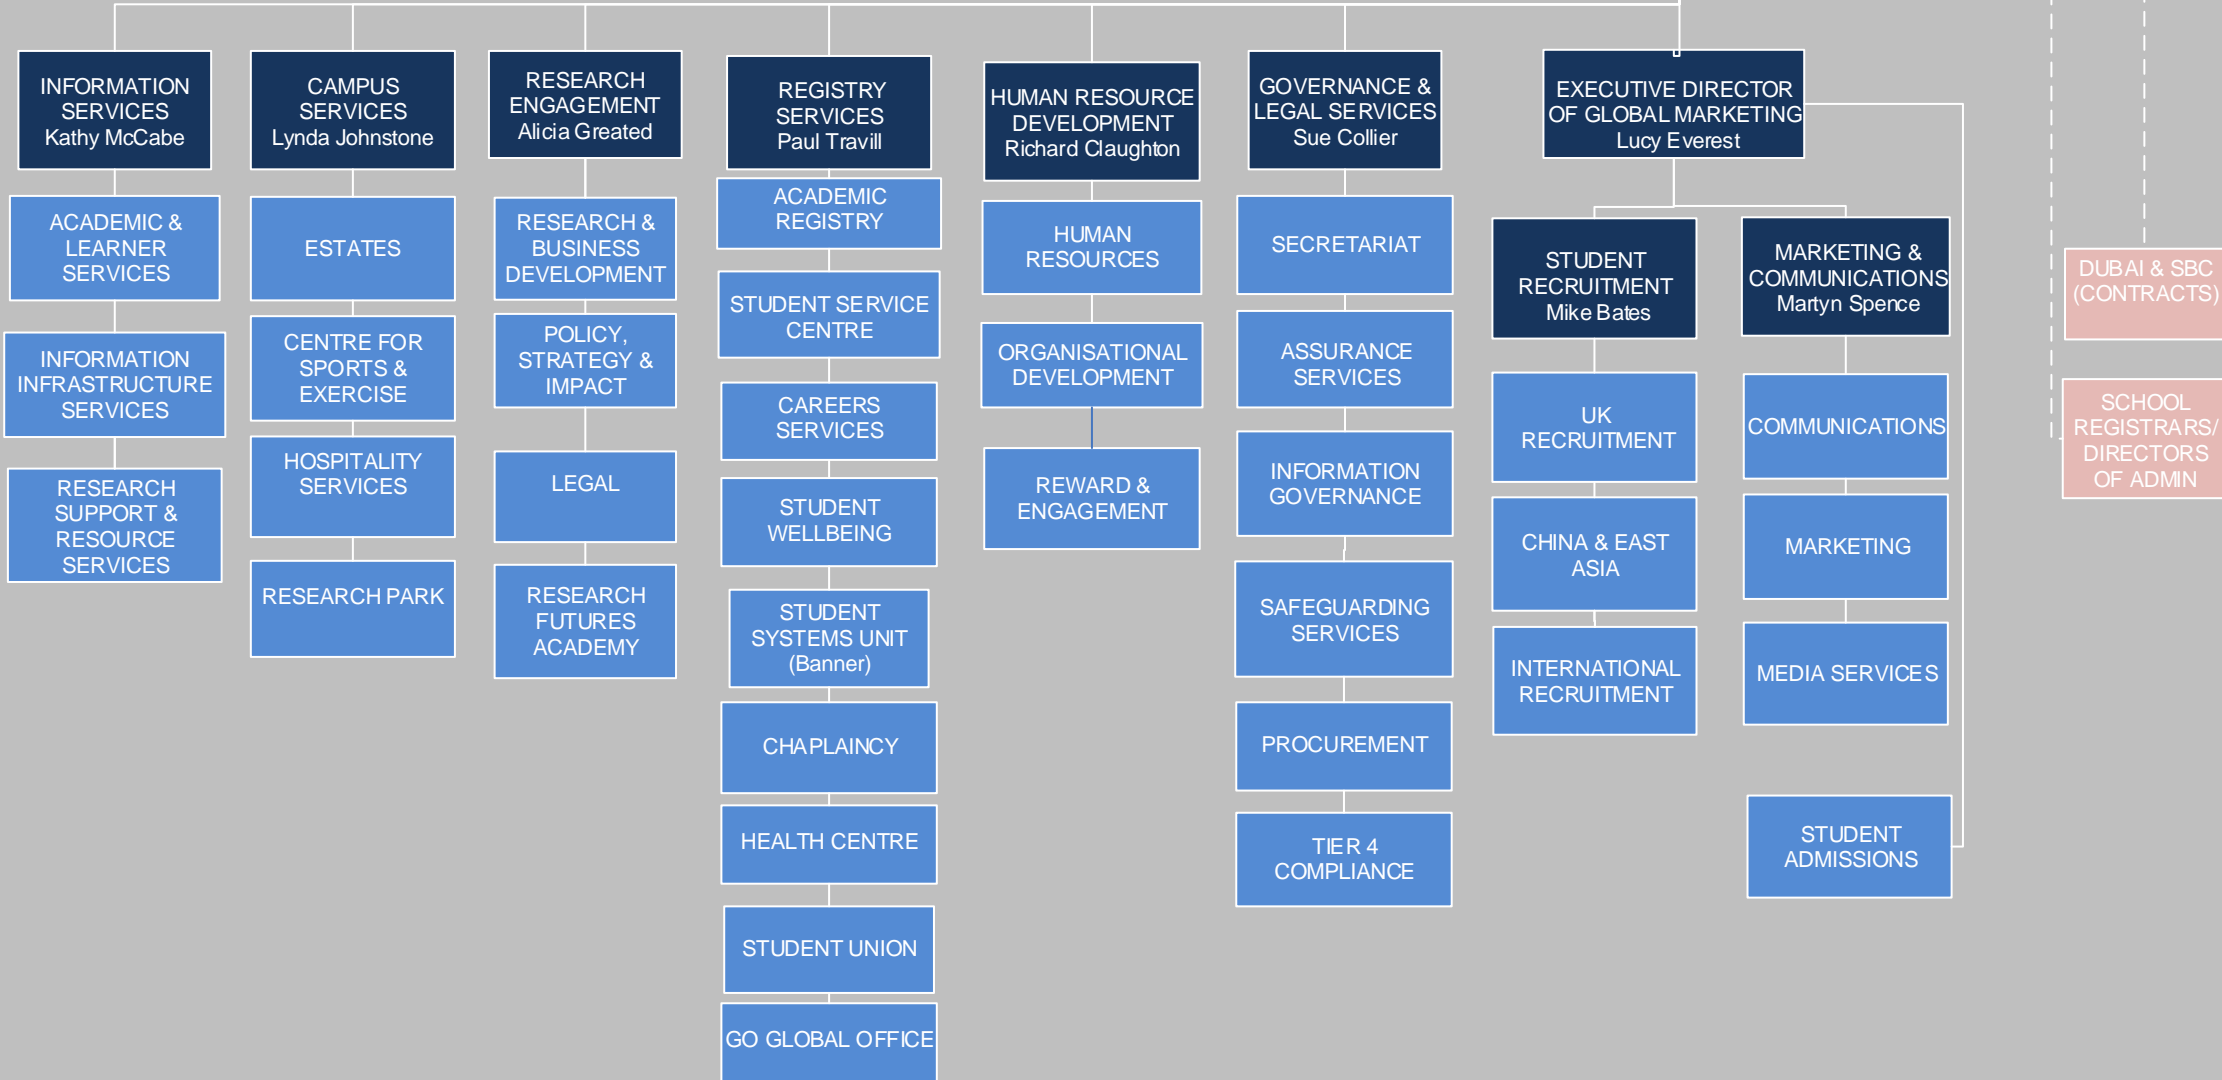 INFORMATION
SERVICES
Kathy McCabe
CAMPUS
SERVICES
Lynda Johnstone
RESEARCH
ENGAGEMENT
Alicia Greated
REGISTRY
SERVICES
Paul Travill
HUMAN RESOURCE
DEVELOPMENT
Richard Claughton
GOVERNANCE &
LEGAL SERVICES
Sue Collier
EXECUTIVE DIRECTOR
OF GLOBAL MARKETING
Lucy Everest
ACADEMIC &
LEARNER
SERVICES
INFORMATION
INFRASTRUCTURE
SERVICES
RESEARCH
SUPPORT &
RESOURCE
SERVICES
ESTATES
CENTRE FOR
SPORTS &
EXERCISE
HOSPITALITY
SERVICES
RESEARCH PARK
RESEARCH &
BUSINESS
DEVELOPMENT
POLICY,
STRATEGY &
IMPACT
LEGAL
RESEARCH
FUTURES
ACADEMY
ACADEMIC
REGISTRY
STUDENT SERVICE
CENTRE
CAREERS
SERVICES
STUDENT
WELLBEING
STUDENT
SYSTEMS UNIT
(Banner)
CHAPLAINCY
HEALTH CENTRE
STUDENT UNION
GO GLOBAL OFFICE
HUMAN
RESOURCES
ORGANISATIONAL
DEVELOPMENT
REWARD &
ENGAGEMENT
SECRETARIAT
ASSURANCE
SERVICES
INFORMATION
GOVERNANCE
SAFEGUARDING
SERVICES
PROCUREMENT
TIER 4
COMPLIANCE
STUDENT
RECRUITMENT
Mike Bates
UK
RECRUITMENT
CHINA & EAST
ASIA
INTERNATIONAL
RECRUITMENT
MARKETING &
COMMUNICATIONS
Martyn Spence
COMMUNICATIONS
MARKETING
MEDIA SERVICES
STUDENT
ADMISSIONS
DUBAI & SBC
(CONTRACTS)
SCHOOL
REGISTRARS/
DIRECTORS
OF ADMIN